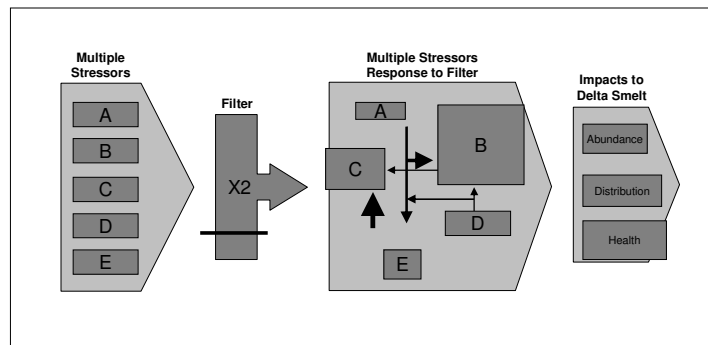 Multiple
Stressors
A
B
C
D
E
Filter
X2
Multiple Stressors
Response to Filter
A
B
C
D
E
Impacts to
Delta Smelt
Abundance
Distribution
Health